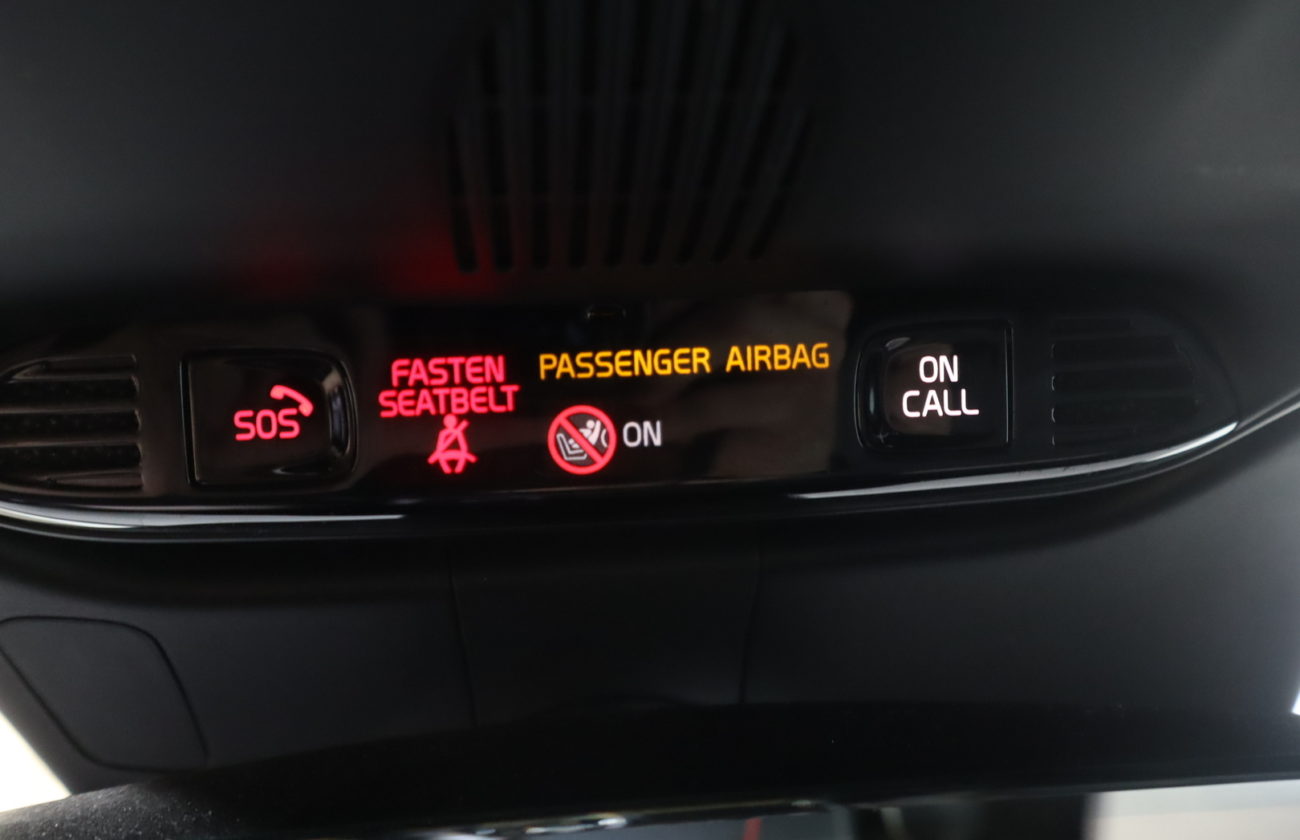 SOS
FASTEN
SEATBELT
PASSENGER AIRBAG
ON
ON
CALL